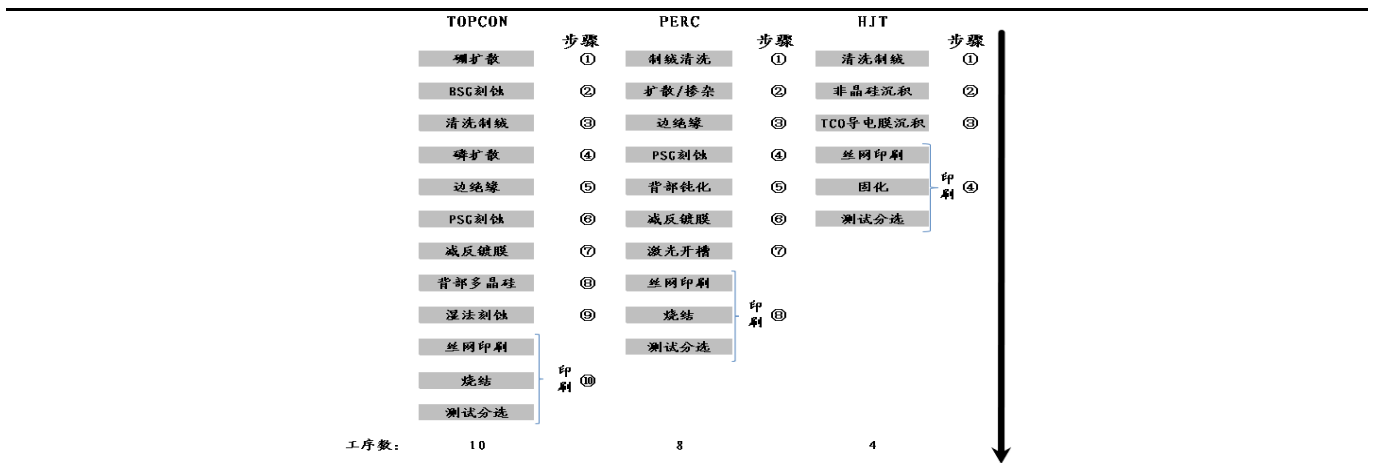 TOPCON PERC HJT
步骤 步骤 步骤
硼扩散 ① 制绒清洗 ① 清洗制绒 ①
BSG刻蚀 ② 扩散/掺杂 ② 非晶硅沉积 ②
清洗制绒 ③ 边绝缘 ③ TCO导电膜沉积 ③
磷扩散 ④ PSG刻蚀 ④ 丝网印刷
边绝缘 ⑤ 背部钝化 ⑤ 固化 印刷 ④
PSG刻蚀 ⑥ 减反镀膜 ⑥ 测试分选
减反镀膜 ⑦ 激光开槽 ⑦
背部多晶硅 ⑧ 丝网印刷
湿法刻蚀 ⑨ 烧结 印刷 ⑧
丝网印刷 测试分选
烧结 印刷 ⑩
测试分选
工序数: 10 8 4